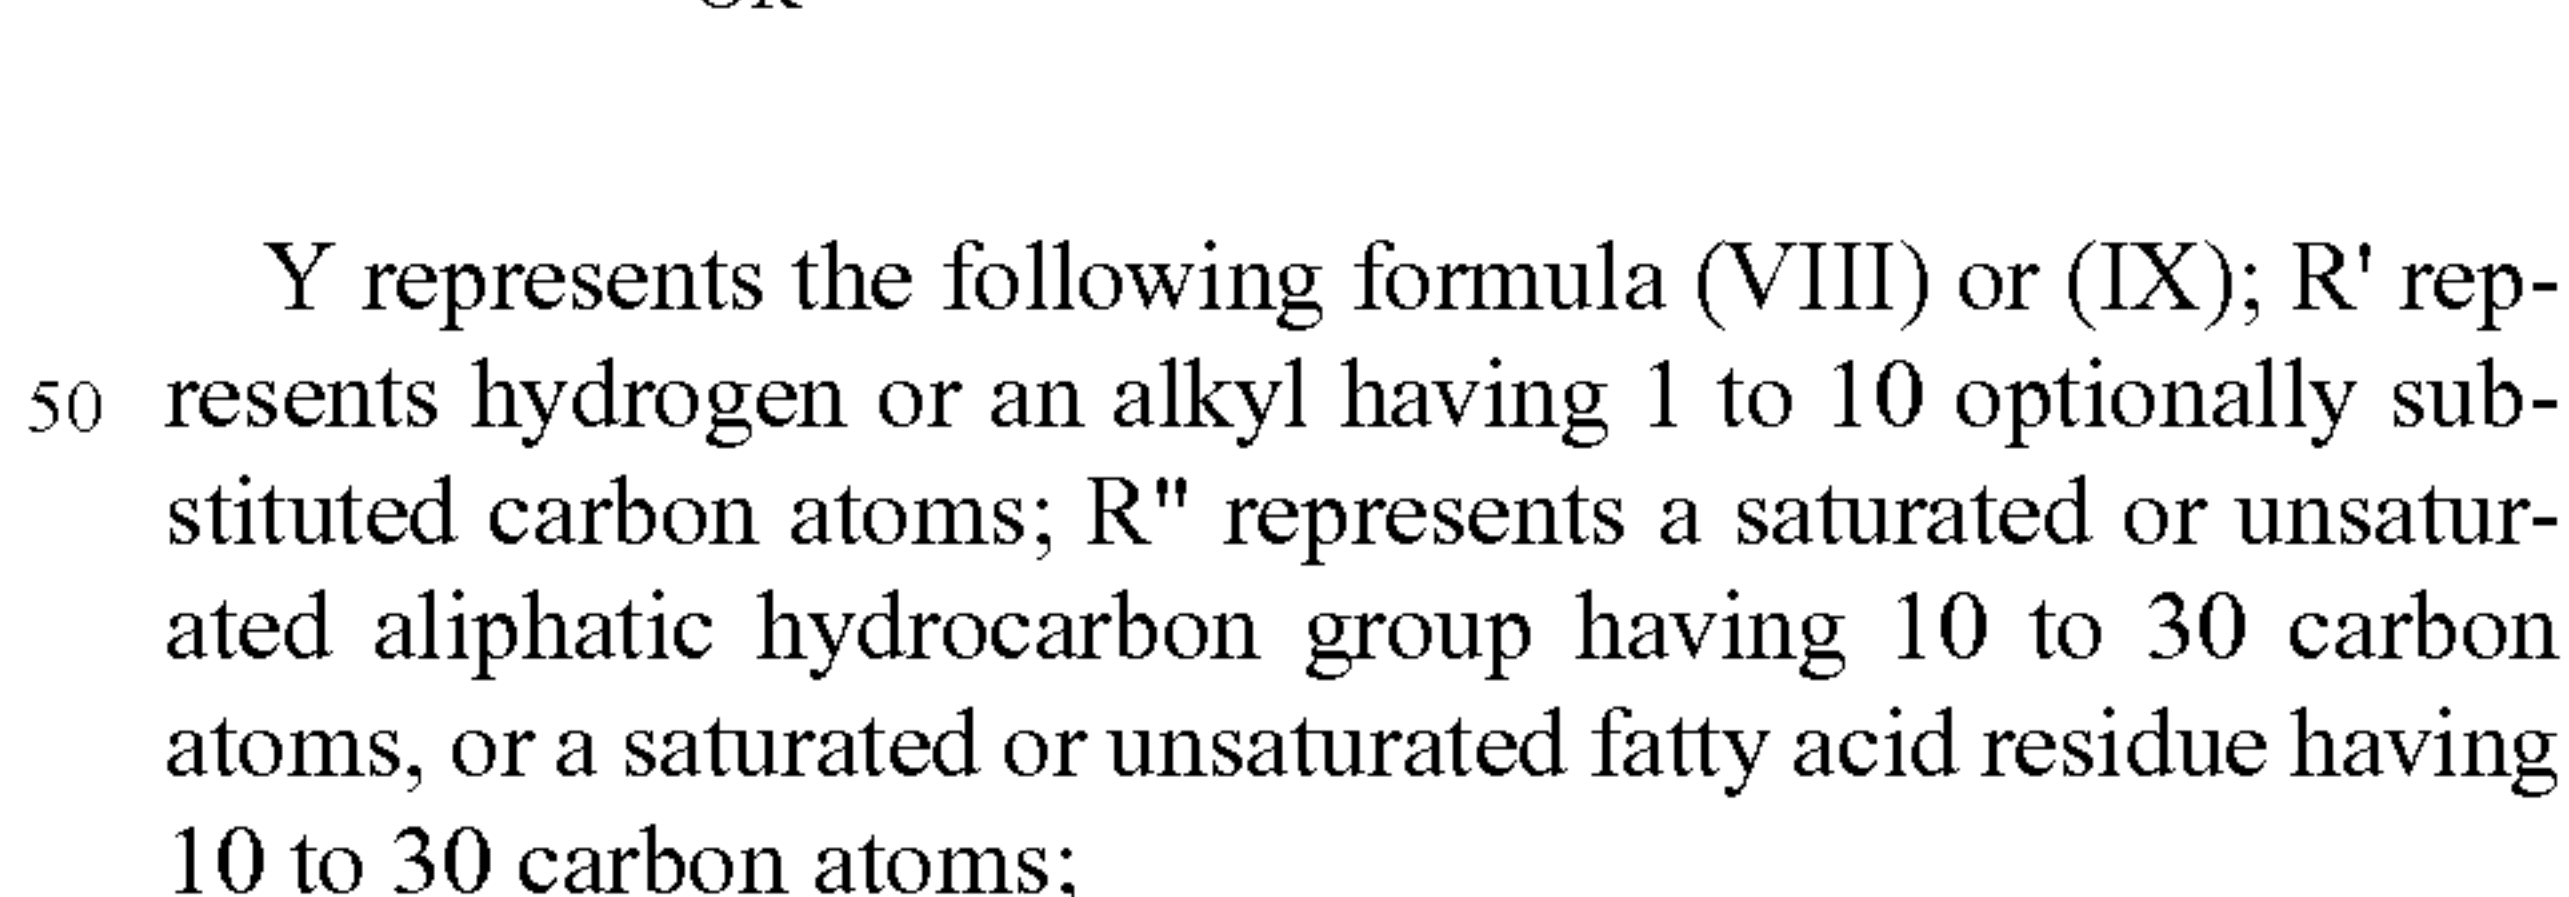 Y represents the following formula (VIII) or (IX); R' rep-
50 resents hydrogen or an alkyl having 1 to 10 optionally sub-
stituted carbon atoms; R" represents a saturated or unsatur-
ated aliphatic hydrocarbon group having 10 to 30 carbon
atoms, or a saturated or unsaturated fatty acid residue having
10 to 30 carbon atoms;